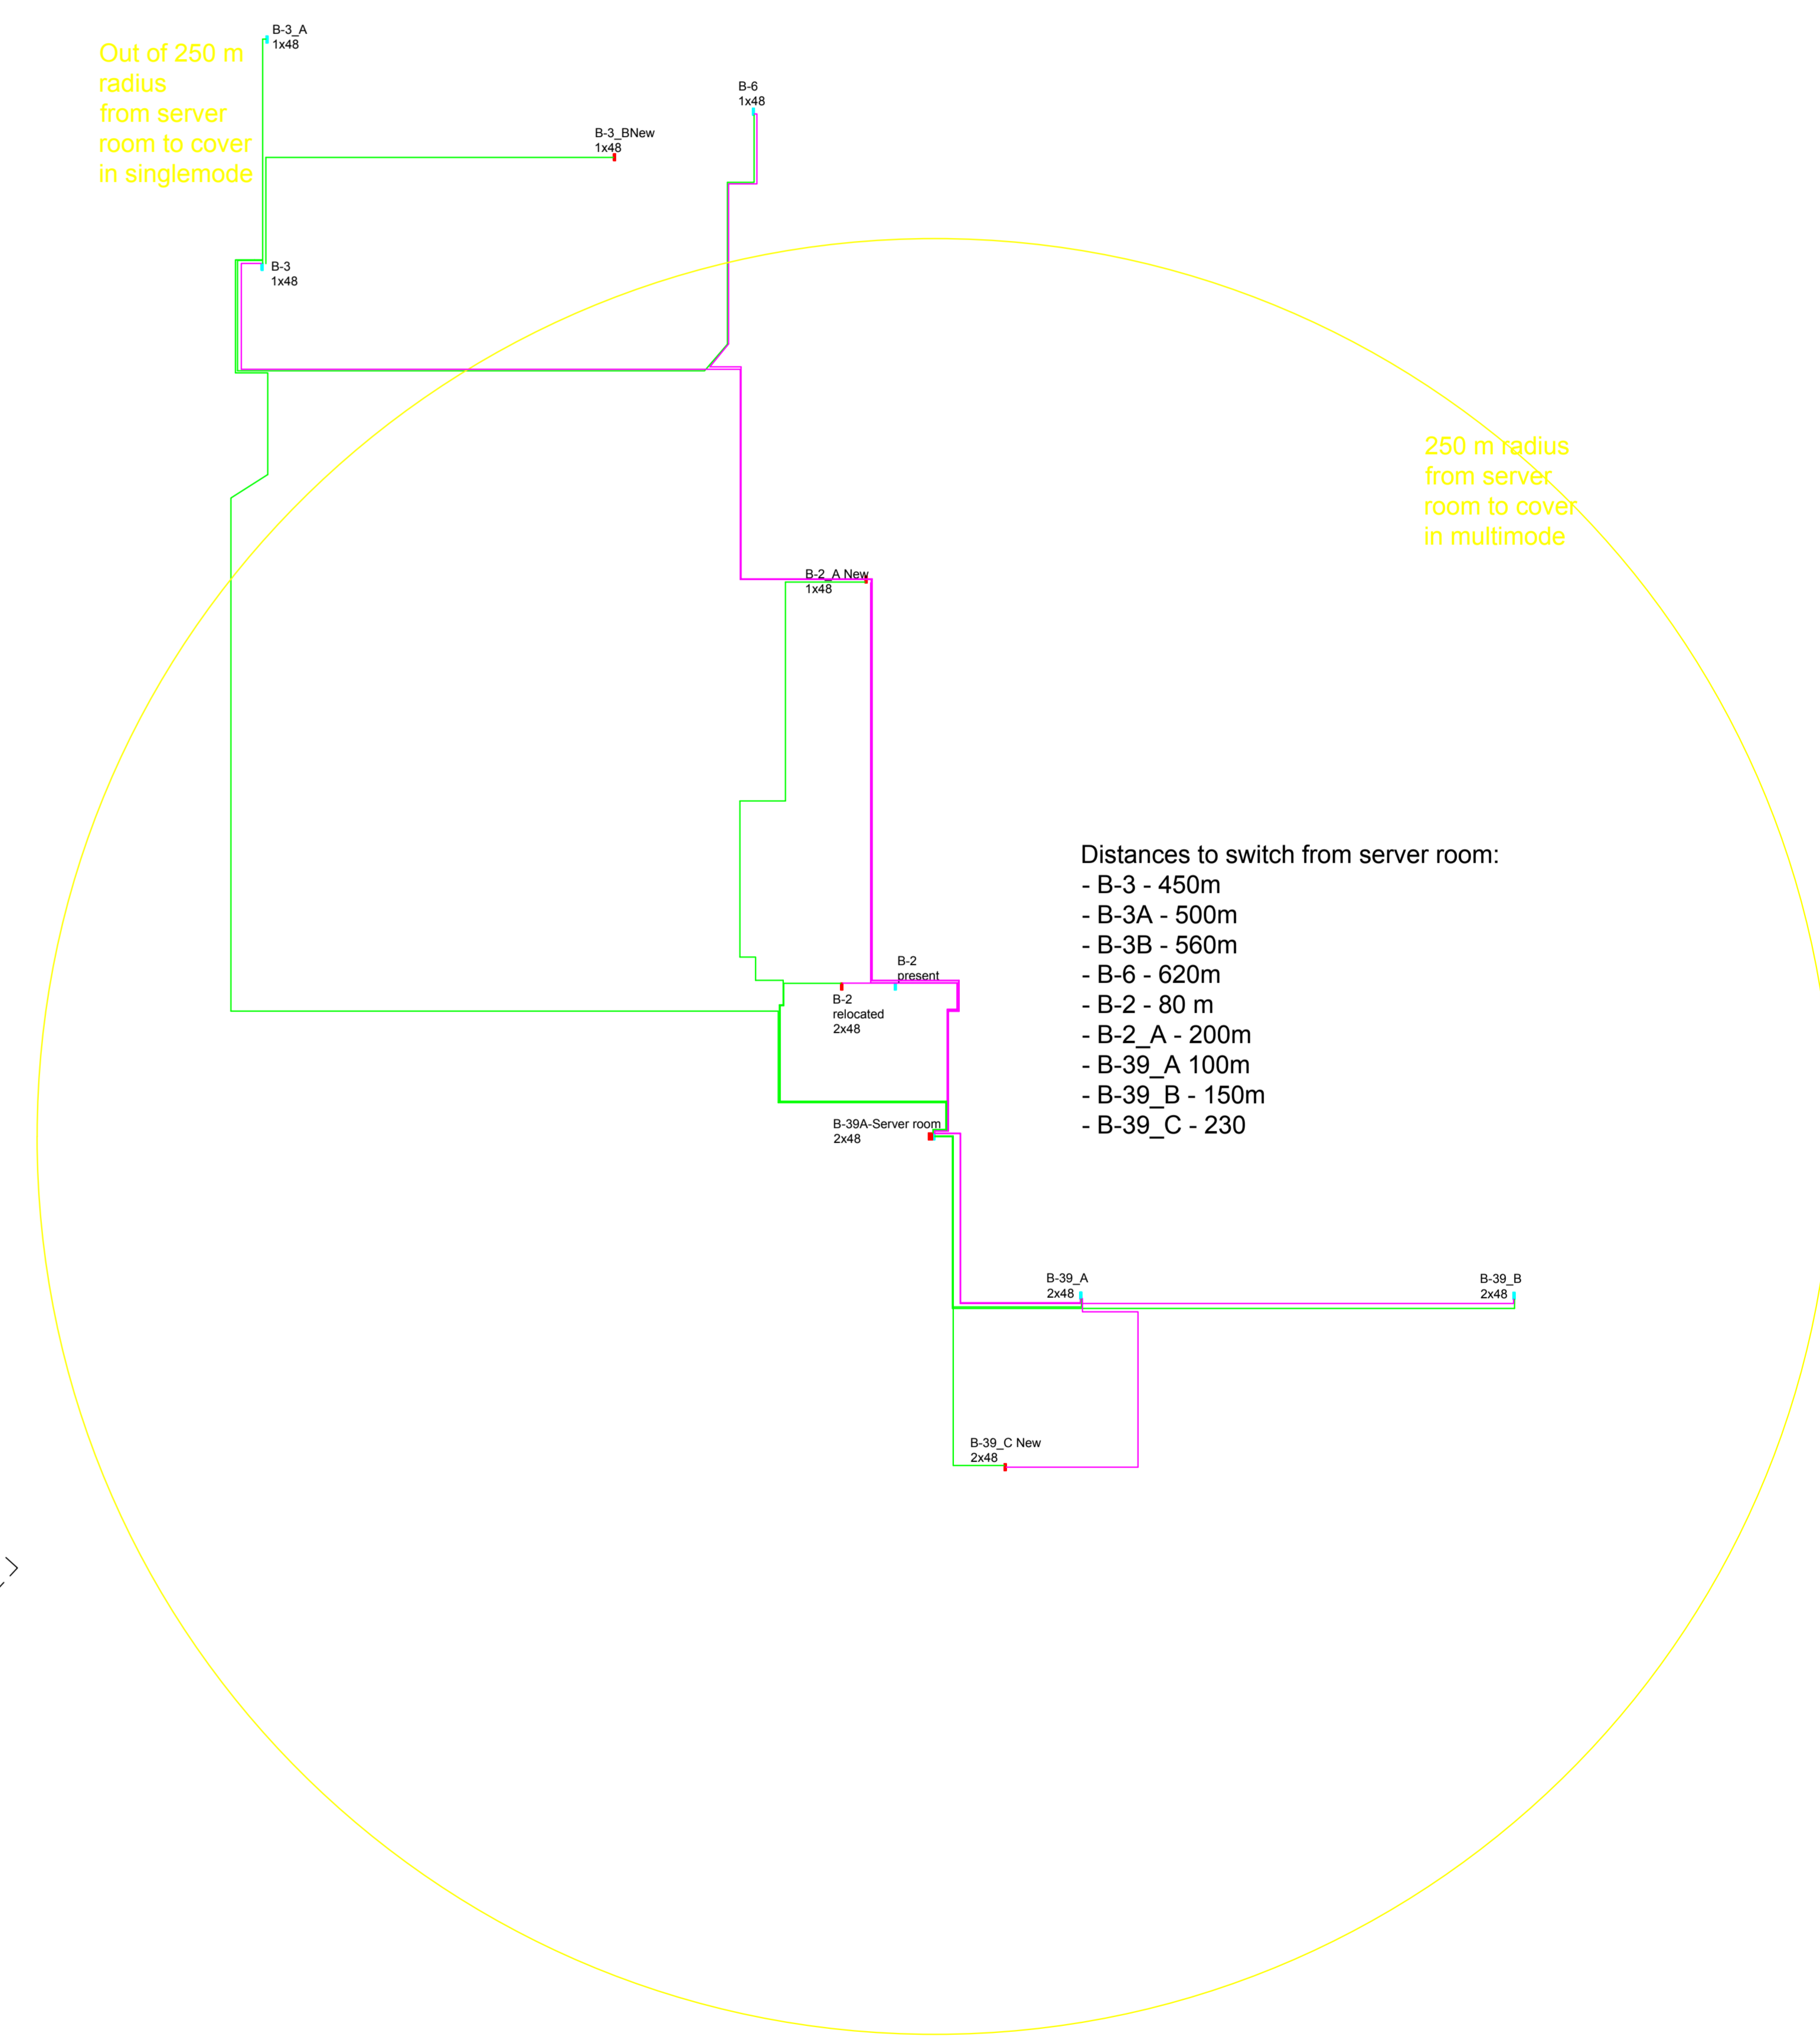 B-3_A
1x48
Out of 250 m
radius
from server
room to cover
in singlemode
B-6
1x48
B-3_BNew
1x48
B-3
1x48
250 m radius
from server
room to cover
in multimode
B-2_A New
1x48
Distances to switch from server room:
- B-3 - 450m
- B-3A - 500m
- B-3B - 560m
- B-6 - 620m
- B-2 - 80 m
- B-2_A - 200m
- B-39_A 100m
- B-39_B - 150m
- B-39_C - 230
B-2
present
B-2
relocated
2x48
B-39A-Server room
2x48
B-39_A
2x48
B-39_B
2x48
B-39_C New
2x48